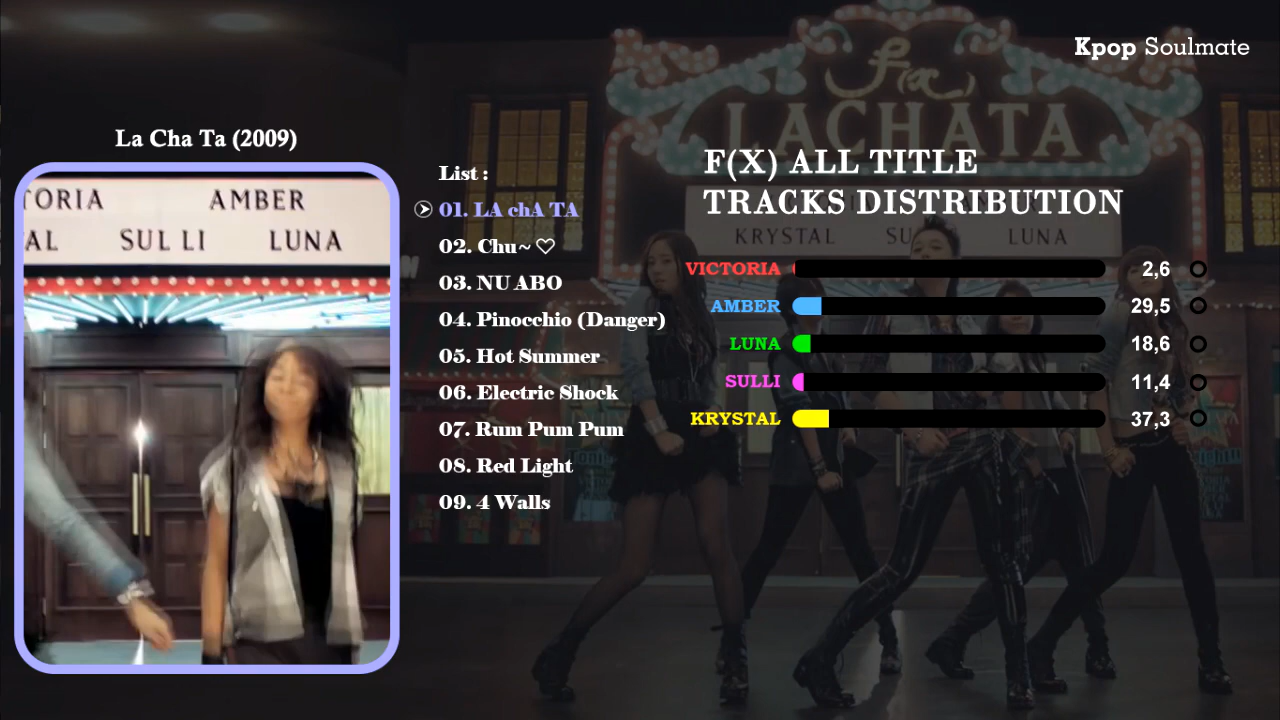 Kpop Soulmate
f(x)
LACHATA
KRYSTAL SU LUNA
La Cha Ta (2009)
TORIA AMBER
AL SUL LI LUNA
List :
01. LA chA TA
02. Chu~♡
03. NU ABO
04. Pinocchio (Danger)
05. Hot Summer
06. Electric Shock
07. Rum Pum Pum
08. Red Light
09. 4 Walls
F(X) ALL TITLE
TRACKS DISTRIBUTION
VICTORIA 2,6
AMBER 29,5
LUNA 18,6
SULLI 11,4
KRYSTAL 37,3